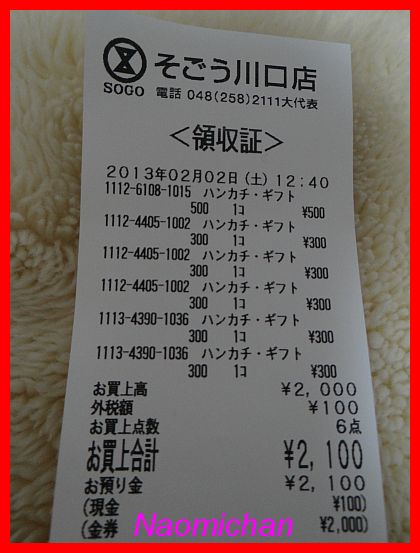 そごう川口店
SOGO 電話 048(258)2111大代表
<領収証>
2013年02月02日(土)12:40
1112-6108-1015 ハンカチ・ギフト
500 1コ ¥500
1112-4405-1002 ハンカチ・ギフト
300 1コ ¥300
1112-4405-1002 ハンカチ・ギフト
300 1コ ¥300
1112-4405-1002 ハンカチ・ギフト
300 1コ ¥300
1113-4390-1036 ハンカチ・ギフト
300 1コ ¥300
1113-4390-1036 ハンカチ・ギフト
300 1コ ¥300
お買上高 ¥2,000
外税額 ¥100
お買上点数 6点
お買上合計 ¥2,100
お預り金 ¥2,100
(現金 ¥100)
(金券 ¥2,000)
Naomichan